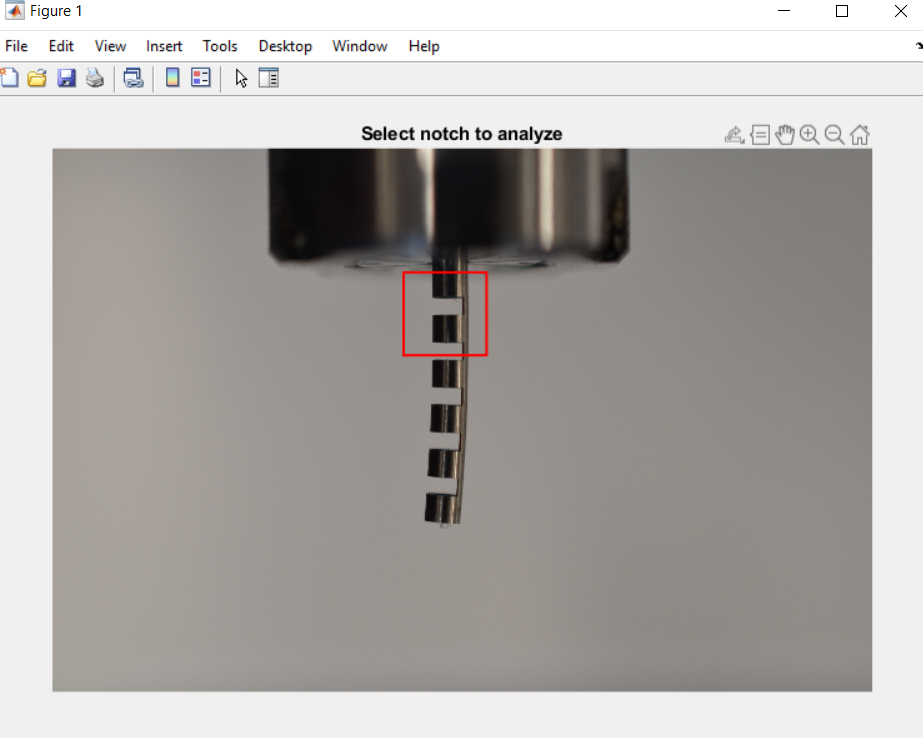 Figure 1
File Edit View Insert Tools Desktop Window Help
Select notch to analyze